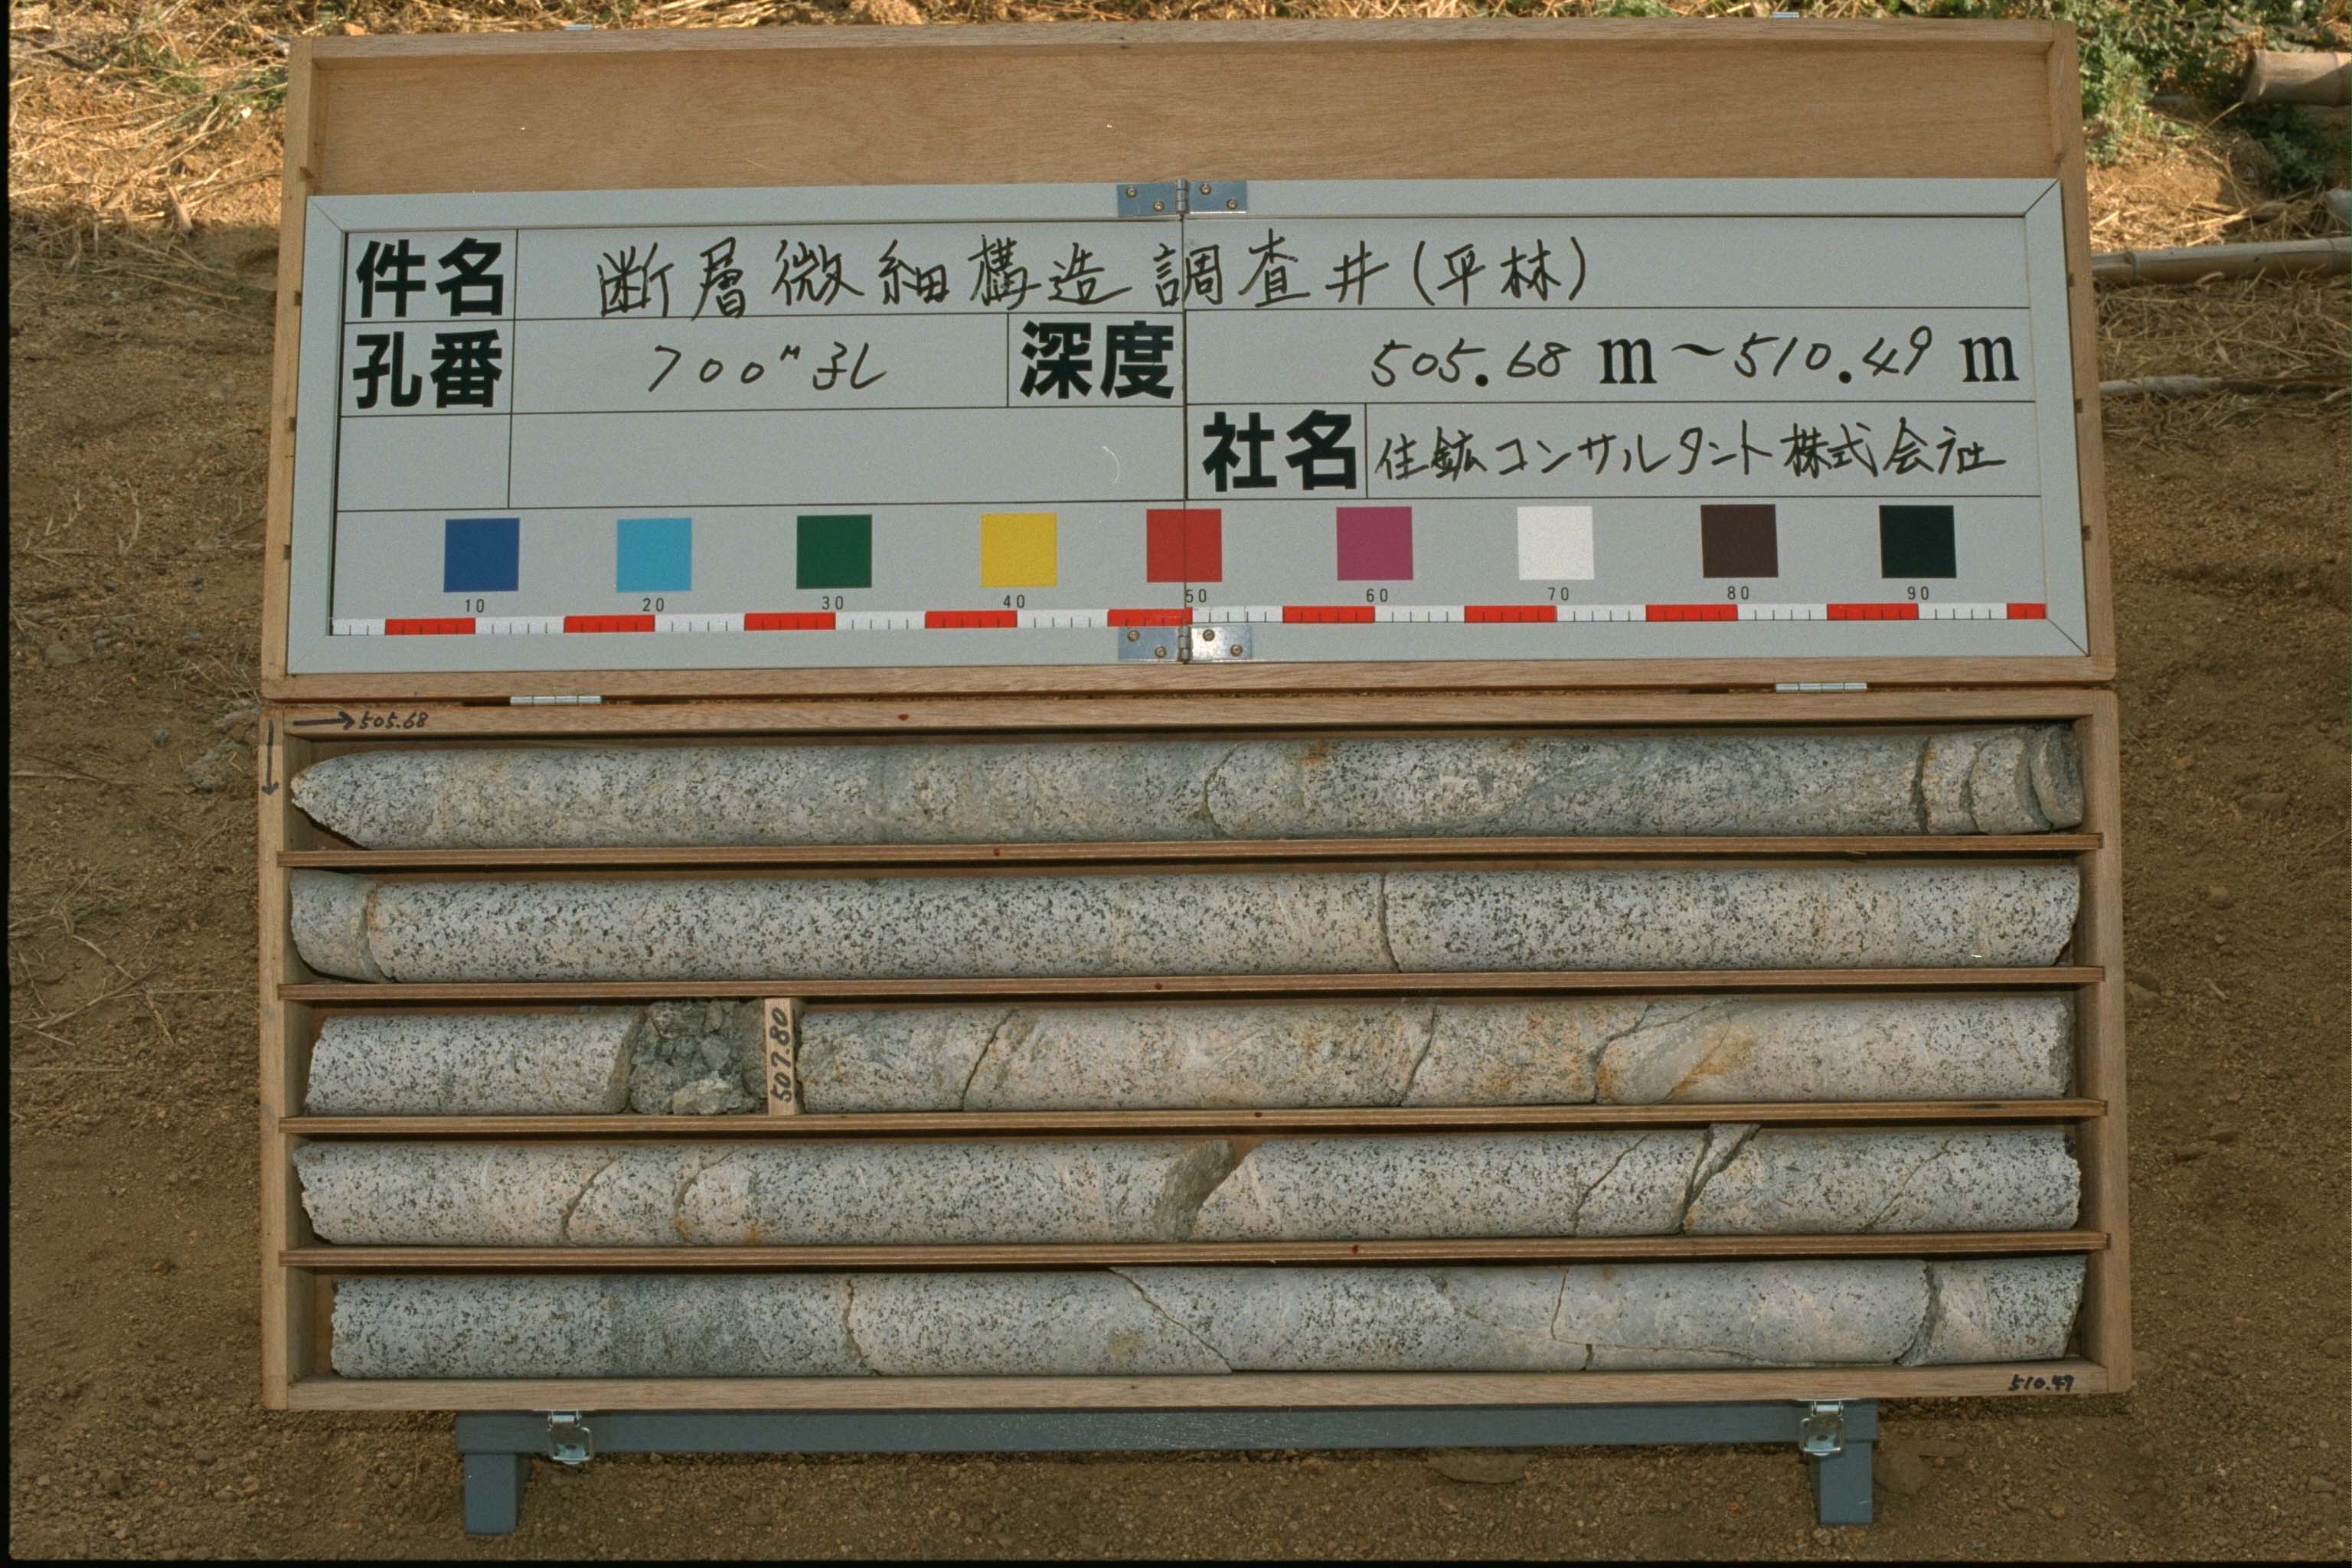 件名 断層微細構造調査井(平林)
孔番 700ᴹ孔 深度 505.68 m～510.49 m
社名 住鉱コンサルタント株式会社
10 20 30 40 50 60 70 80 90
→505.68
507.80
510.49